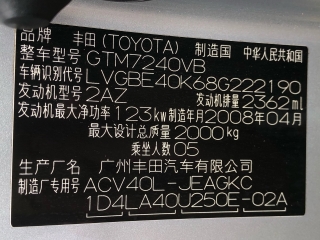 品牌 丰田(TOYOTA) 制造国 中华人民共和国
整车型号 GTM7240VB
车辆识别代号 LVGBE40K68G222190
发动机型号 2AZ 发动机排量 2362ml
发动机最大净功率 123kw 制造年月 2008年04月
最大设计总质量 2000kg
乘坐人数 05
生产厂名 广州丰田汽车有限公司
制造厂专用号 ACV40L-JEAGKC
1D4LA40U250E-02A